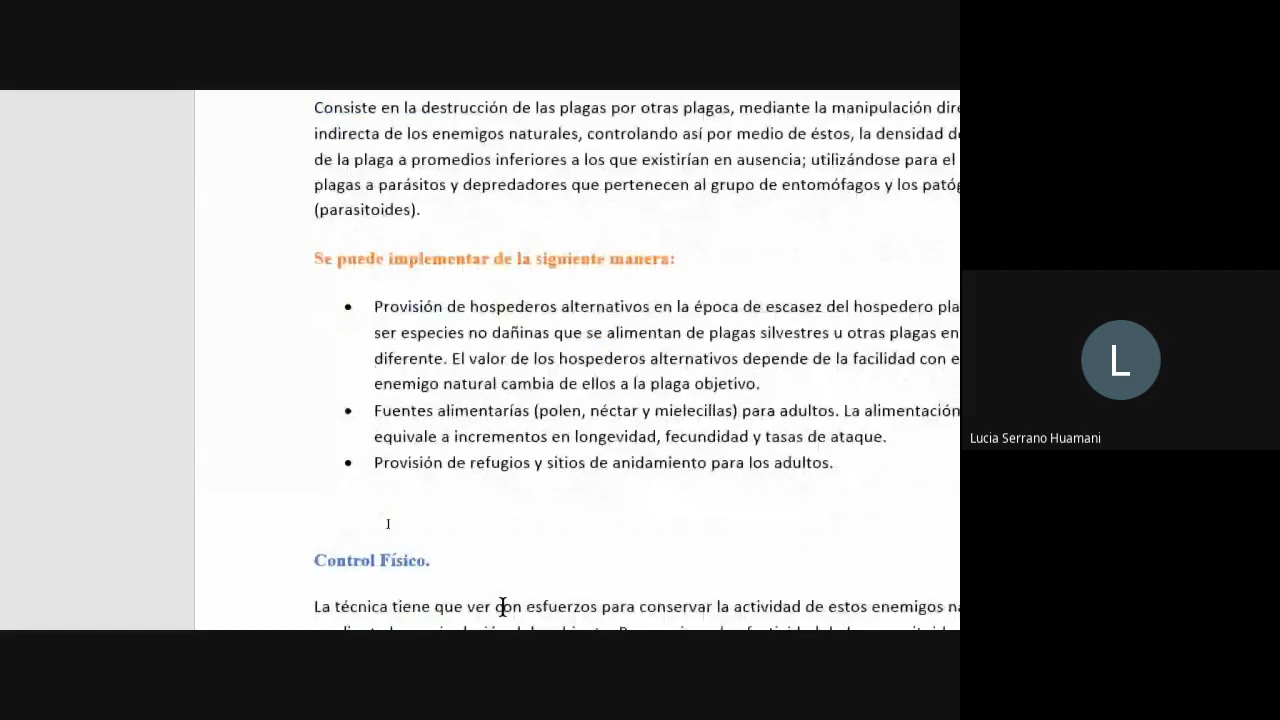 Consiste en la destrucción de las plagas por otras plagas, mediante la manipulación
indirecta de los enemigos naturales, controlando así por medio de éstos, la densidad
de la plaga a promedios inferiores a los que existirían en ausencia; utilizándose para el
plagas a parásitos y depredadores que pertenecen al grupo de entomófagos y los
(parasitoides).
Se puede implementar de la siguiente manera:
• Provisión de hospederos alternativos en la época de escasez del hospedero
ser especies no dañinas que se alimentan de plagas silvestres u otras plagas en
diferente. El valor de los hospederos alternativos depende de la facilidad con
enemigo natural cambia de ellos a la plaga objetivo.
• Fuentes alimentarías (polen, néctar y mielecillas) para adultos. La alimentación
equivale a incrementos en longevidad, fecundidad y tasas de ataque.
• Provisión de refugios y sitios de anidamiento para los adultos.
Control Físico.
La técnica tiene que ver con esfuerzos para conservar la actividad de estos enemigos
L
Lucia Serrano Huamani